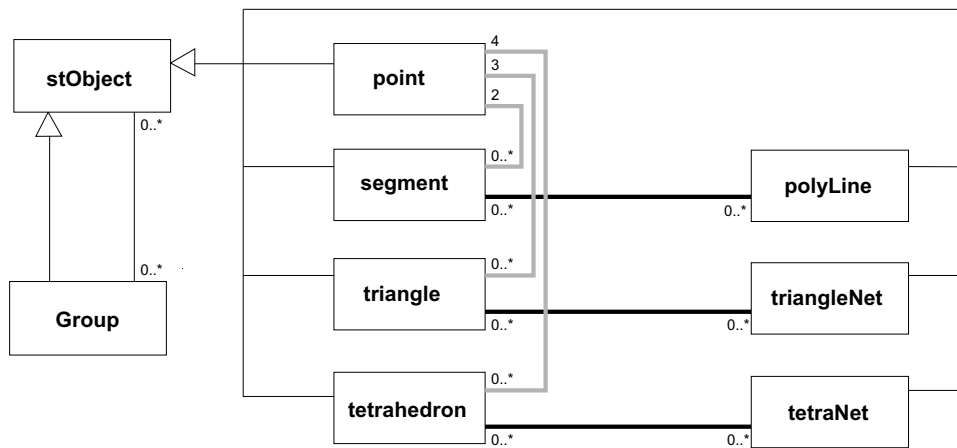 stObject
0..*
0..*
Group
point
4
3
2
0..*
segment
0..*
0..*
polyLine
0..*
triangle
0..*
0..*
triangleNet
0..*
tetrahedron
0..*
0..*
tetraNet